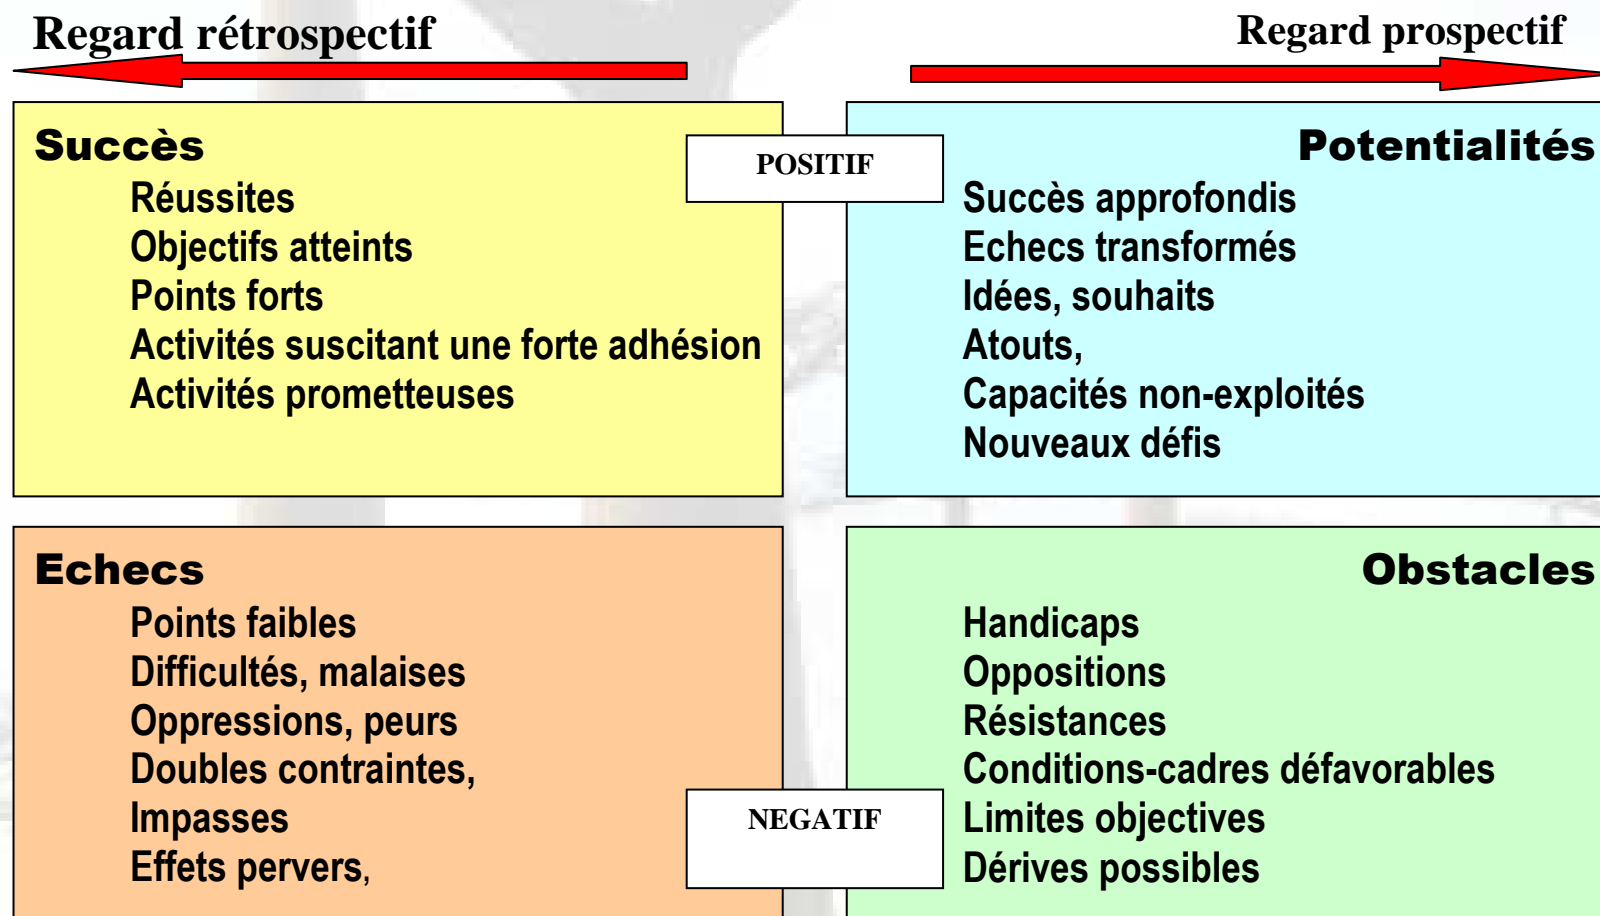 Regard rétrospectif
Regard prospectif
Succès
Réussites
Objectifs atteints
Points forts
Activités suscitant une forte adhésion
Activités prometteuses
POSITIF
Potentialités
Succès approfondis
Echecs transformés
Idées, souhaits
Atouts,
Capacités non-exploités
Nouveaux défis
Echecs
Points faibles
Difficultés, malaises
Oppressions, peurs
Doubles contraintes,
Impasses
Effets pervers,
NEGATIF
Obstacles
Handicaps
Oppositions
Résistances
Conditions-cadres défavorables
Limites objectives
Dérives possibles